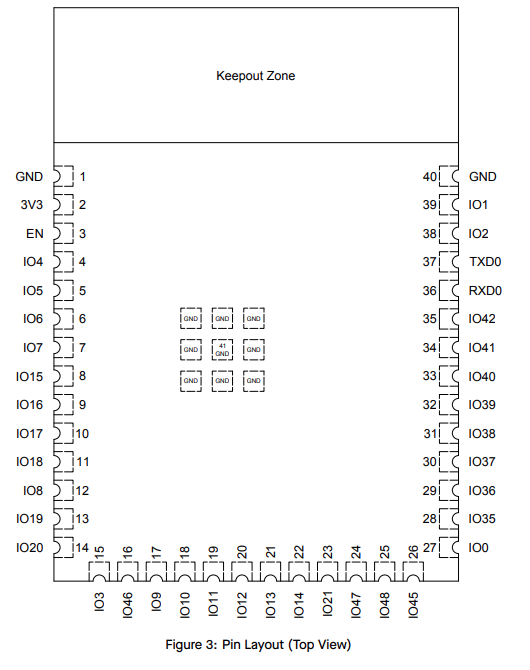 Keepout Zone
GND 1 40 GND
3V3 2 39 IO1
EN 3 38 IO2
IO4 4 37 TXD0
IO5 5 36 RXD0
IO6 6 GND GND GND 35 IO42
IO7 7 GND 41 GND GND 34 IO41
IO15 8 GND GND GND 33 IO40
IO16 9 32 IO39
IO17 10 31 IO38
IO18 11 30 IO37
IO8 12 29 IO36
IO19 13 28 IO35
IO20 14 27 IO0
15 16 17 18 19 20 21 22 23 24 25 26
IO3 IO46 IO9 IO10 IO11 IO12 IO13 IO14 IO21 IO47 IO48 IO45
Figure 3: Pin Layout (Top View)